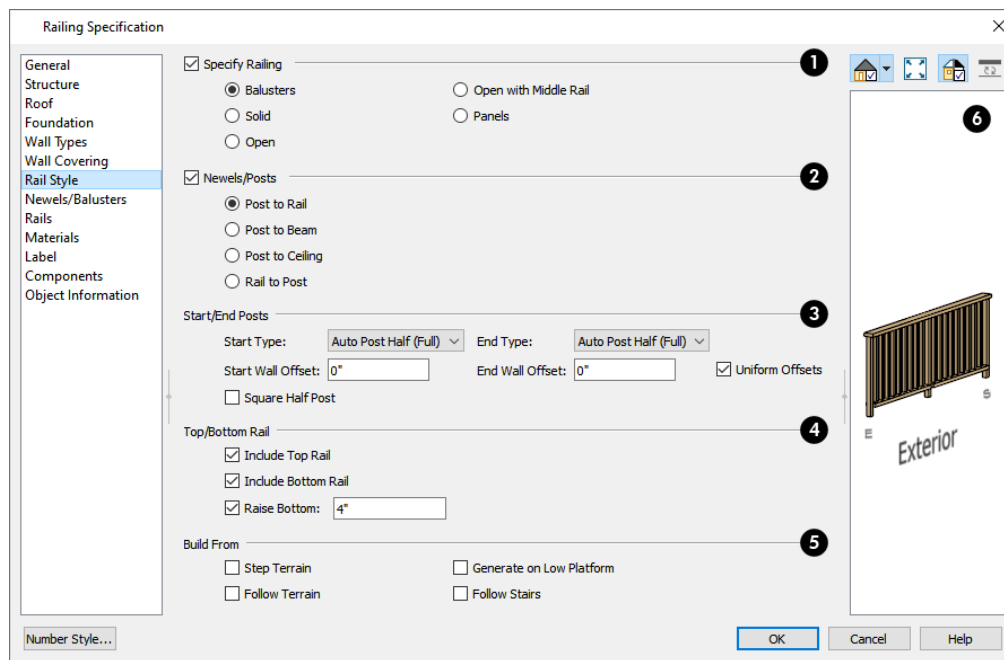 Railing Specification
General
Structure
Roof
Foundation
Wall Types
Wall Covering
Rail Style
Newels/Balusters
Rails
Materials
Label
Components
Object Information
Number Style...
Specify Railing 1
Balusters Open with Middle Rail
Solid Panels
Open
Newels/Posts 2
Post to Rail
Post to Beam
Post to Ceiling
Rail to Post
Start/End Posts 3
Start Type: Auto Post Half (Full) End Type: Auto Post Half (Full)
Start Wall Offset: 0" End Wall Offset: 0" Uniform Offsets
Square Half Post
Top/Bottom Rail 4
Include Top Rail
Include Bottom Rail
Raise Bottom: 4"
Build From 5
Step Terrain Generate on Low Platform
Follow Terrain Follow Stairs
6
E S
Exterior
OK Cancel Help